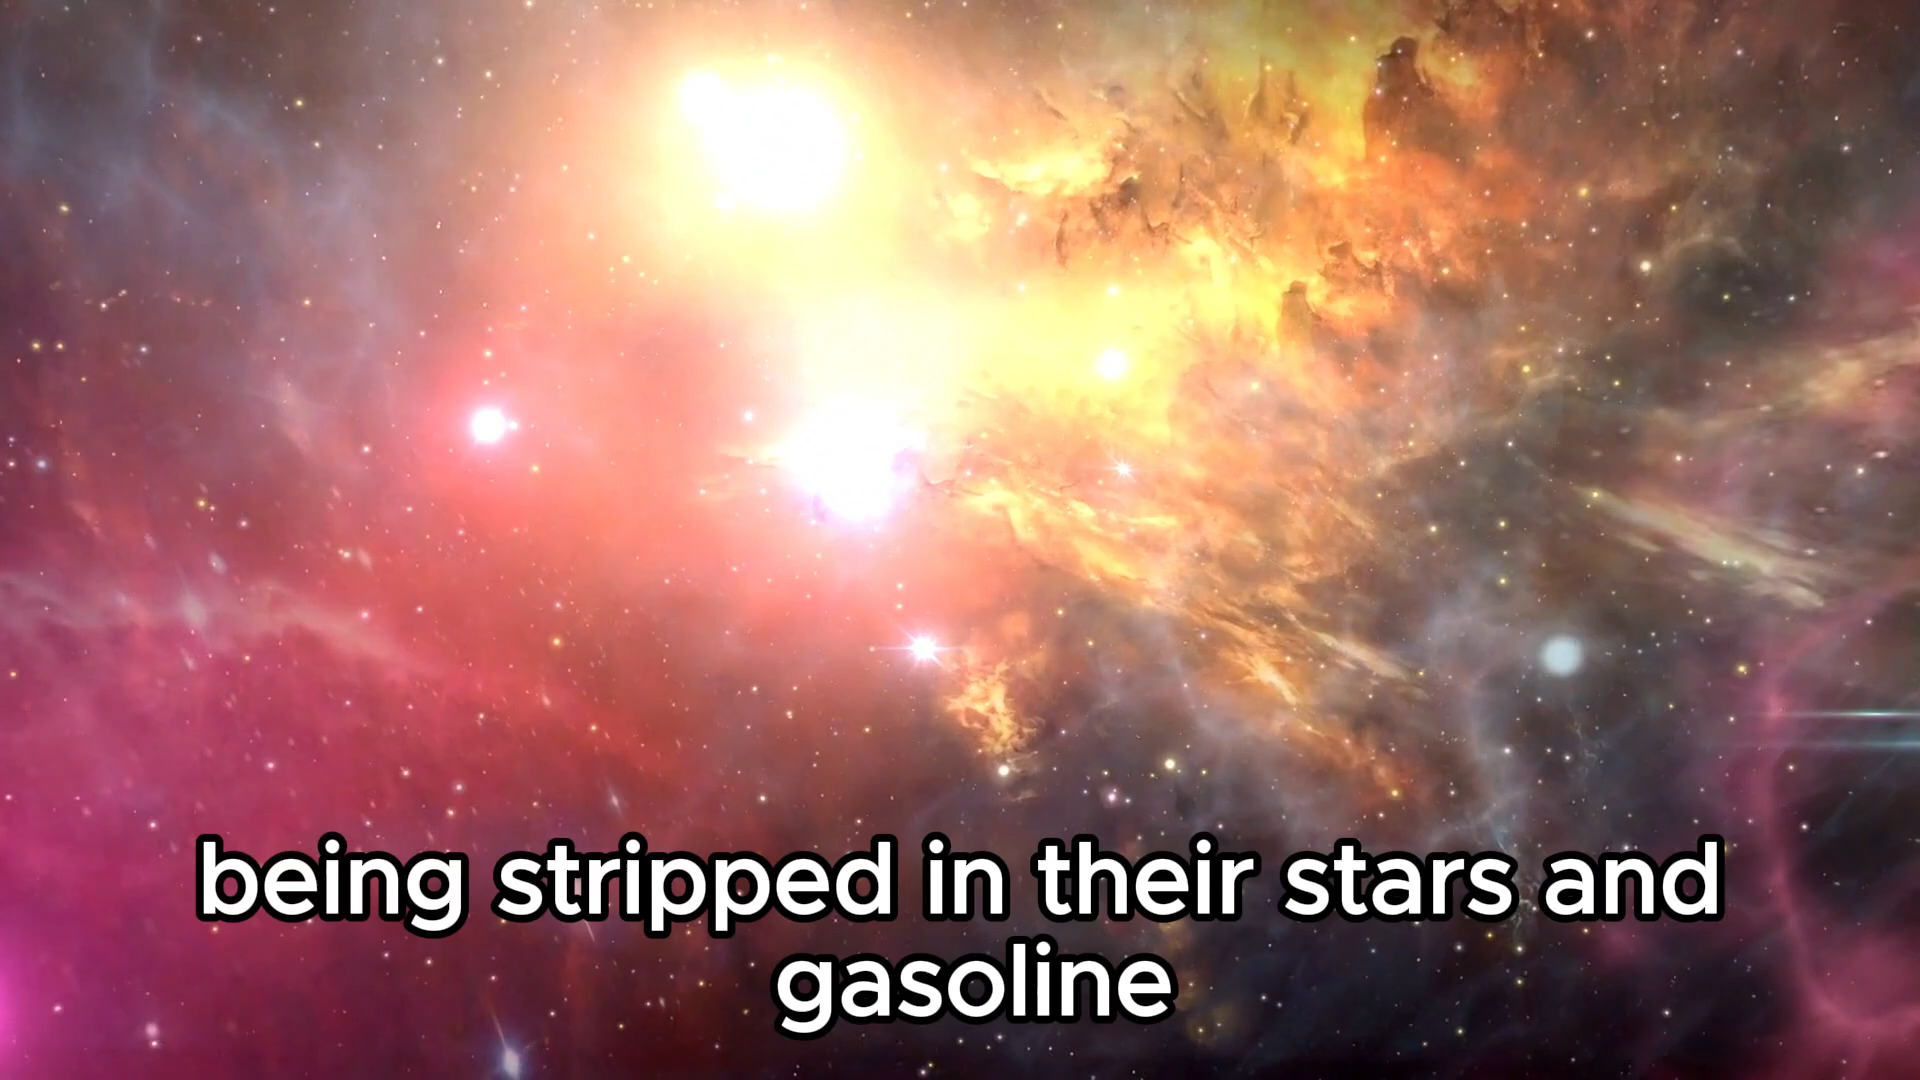 being stripped in their stars and
gasoline